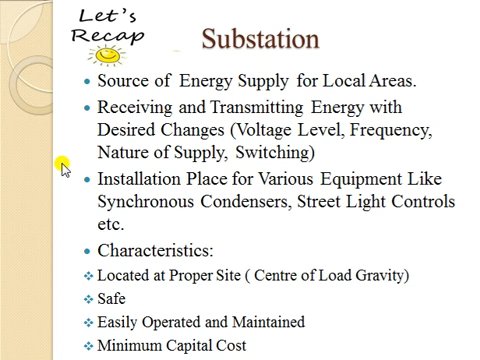 Let's
Recap
Substation
Source of Energy Supply for Local Areas.
Receiving and Transmitting Energy with
Desired Changes (Voltage Level, Frequency,
Nature of Supply, Switching)
Installation Place for Various Equipment Like
Synchronous Condensers, Street Light Controls
etc.
Characteristics:
Located at Proper Site ( Centre of Load Gravity)
Safe
Easily Operated and Maintained
Minimum Capital Cost